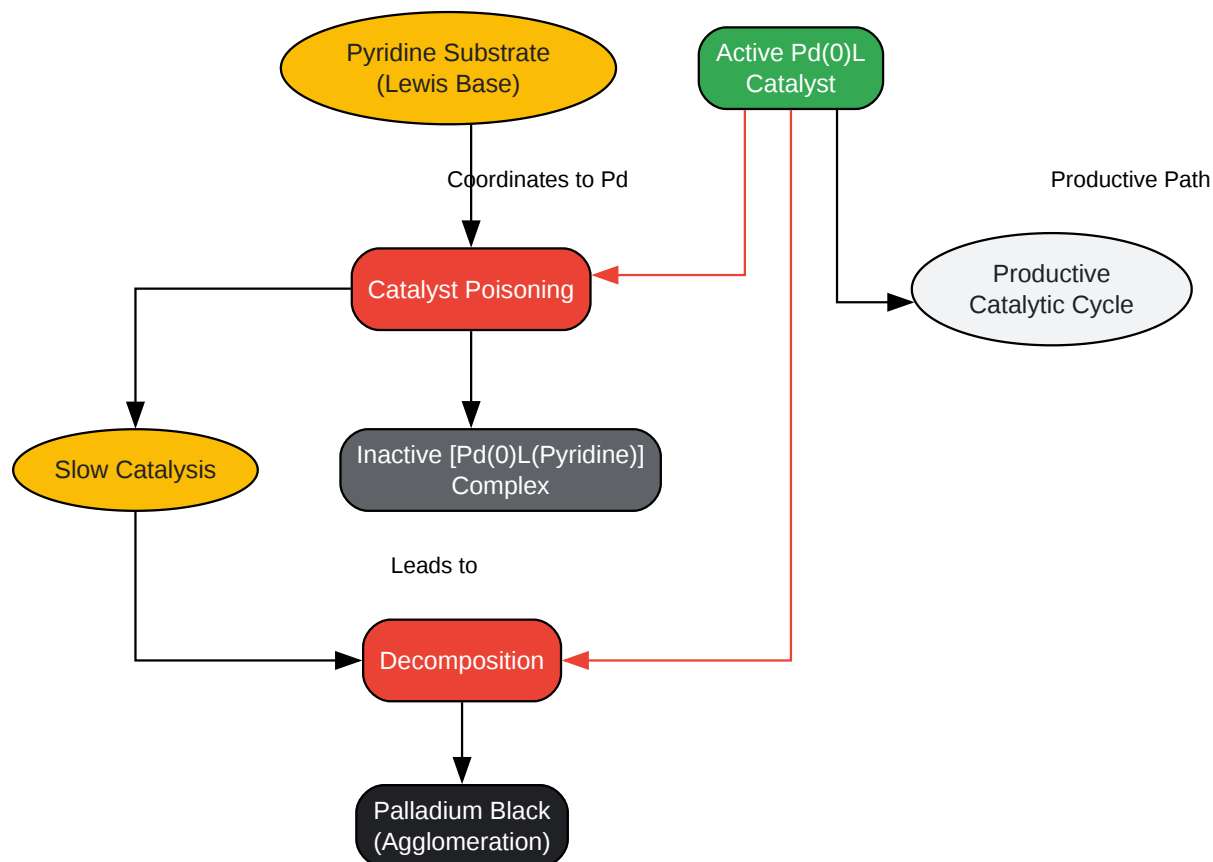 Pyridine Substrate
(Lewis Base)
Active Pd(0)L
Catalyst
Coordinates to Pd
Productive Path
Catalyst Poisoning
Productive
Catalytic Cycle
Slow Catalysis
Inactive [Pd(0)L(Pyridine)]
Complex
Leads to
Decomposition
Palladium Black
(Agglomeration)